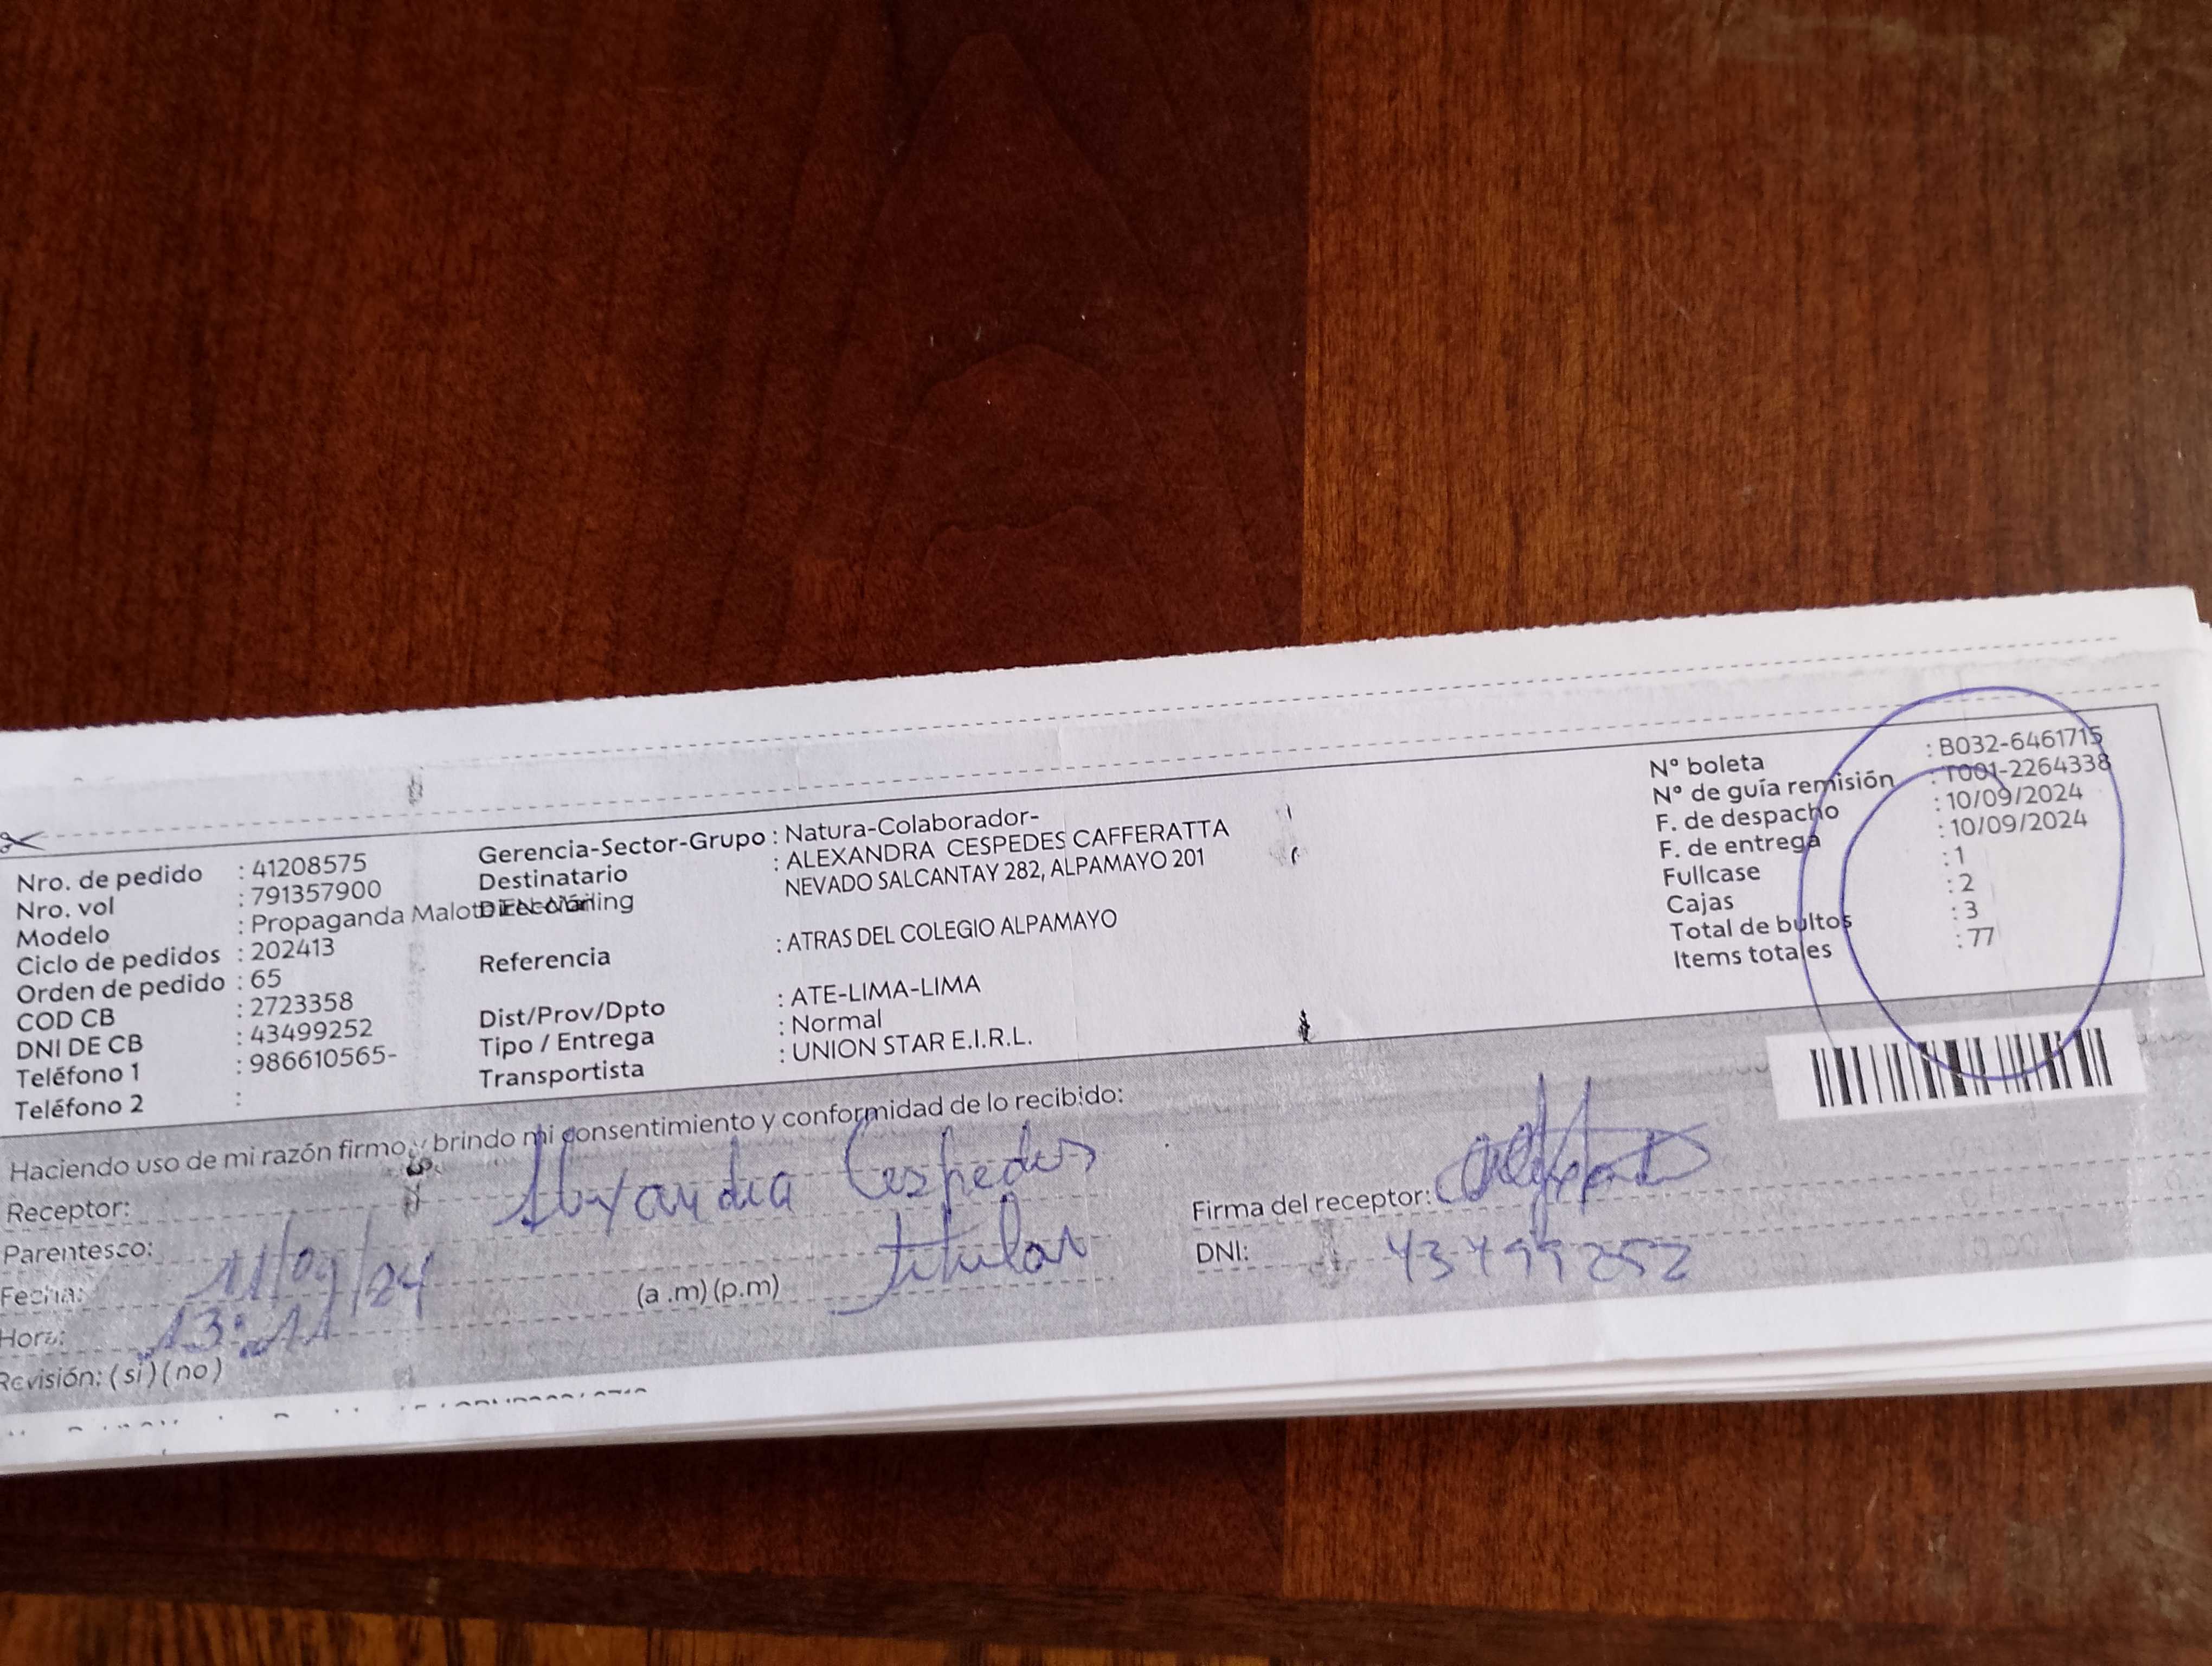 Nro. de pedido : 41208575
Nro. vol : 791357900
Modelo : Propaganda Maloto EN-Mailing
Ciclo de pedidos : 202413
Orden de pedido : 65
COD CB : 2723358
DNI DE CB : 43499252
Teléfono 1 : 986610565-
Teléfono 2 :
Gerencia-Sector-Grupo : Natura-Colaborador-
Destinatario : ALEXANDRA CESPEDES CAFFERATTA
Dirección NEVADO SALCANTAY 282, ALPAMAYO 201
Referencia : ATRAS DEL COLEGIO ALPAMAYO
Dist/Prov/Dpto : ATE-LIMA-LIMA
Tipo / Entrega : Normal
Transportista : UNION STAR E.I.R.L.
N° boleta : B032-6461715
N° de guía remisión : T001-2264338
F. de despacho : 10/09/2024
F. de entrega : 10/09/2024
Fullcase : 1
Cajas : 2
Total de bultos : 3
Items totales : 77
Haciendo uso de mi razón firmo y brindo mi consentimiento y conformidad de lo recibido:
Receptor: Alexandra Cespedes
Parentesco: titular
Fecha: 11/09/24
Hora: 13:11 (a .m) (p.m)
Revisión: (si) (no)
Firma del receptor:
DNI: 43499252